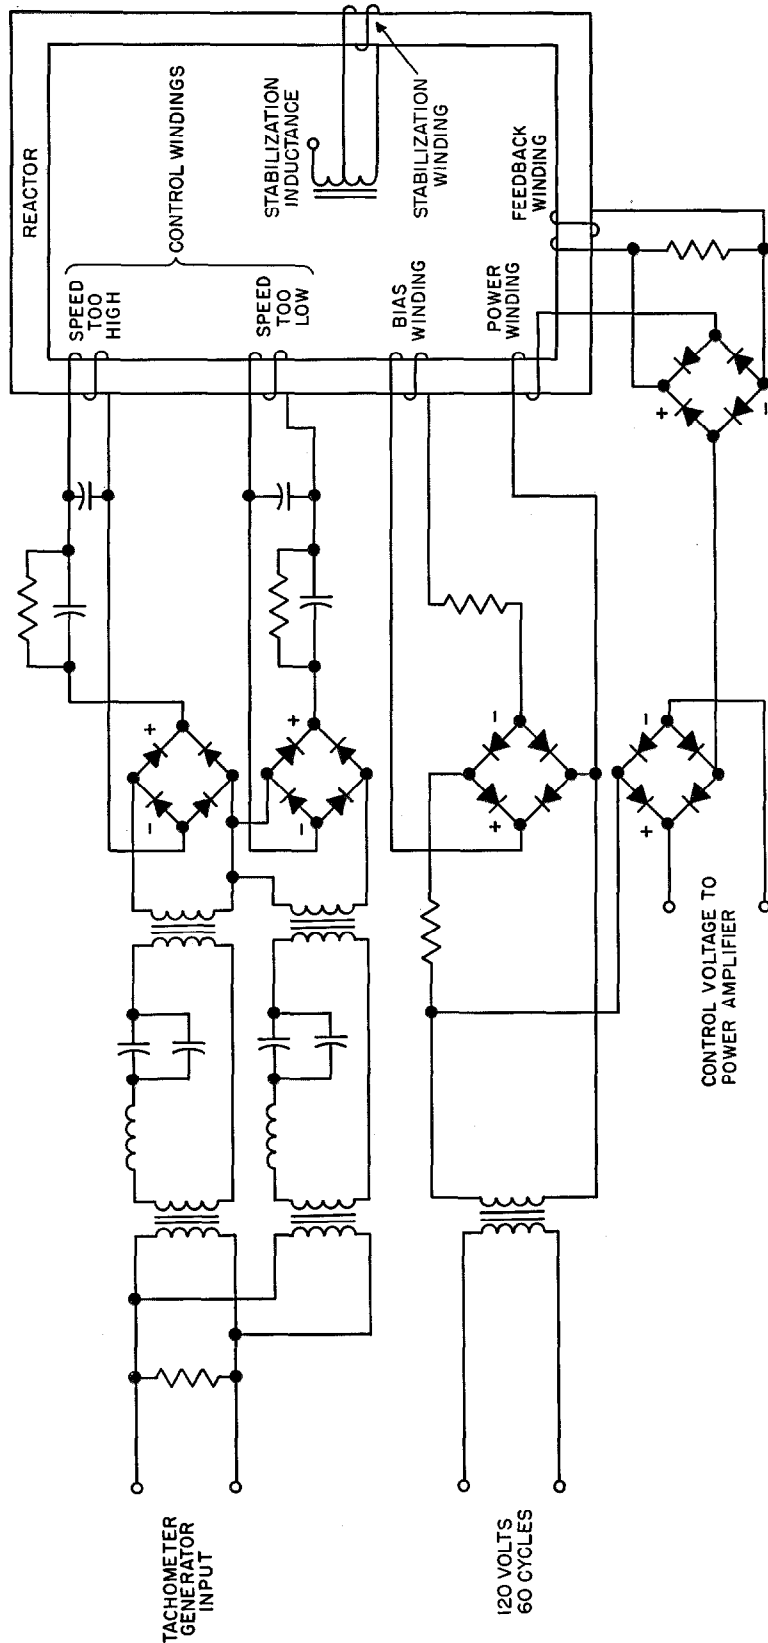 REACTOR
SPEED
TOO
HIGH
CONTROL WINDINGS
SPEED
TOO
LOW
STABILIZATION
INDUCTANCE
STABILIZATION
WINDING
BIAS
WINDING
POWER
WINDING
FEEDBACK
WINDING
+
-
+
-
-
+
-
+
+
-
TACHOMETER
GENERATOR
INPUT
120 VOLTS
60 CYCLES
CONTROL VOLTAGE TO
POWER AMPLIFIER